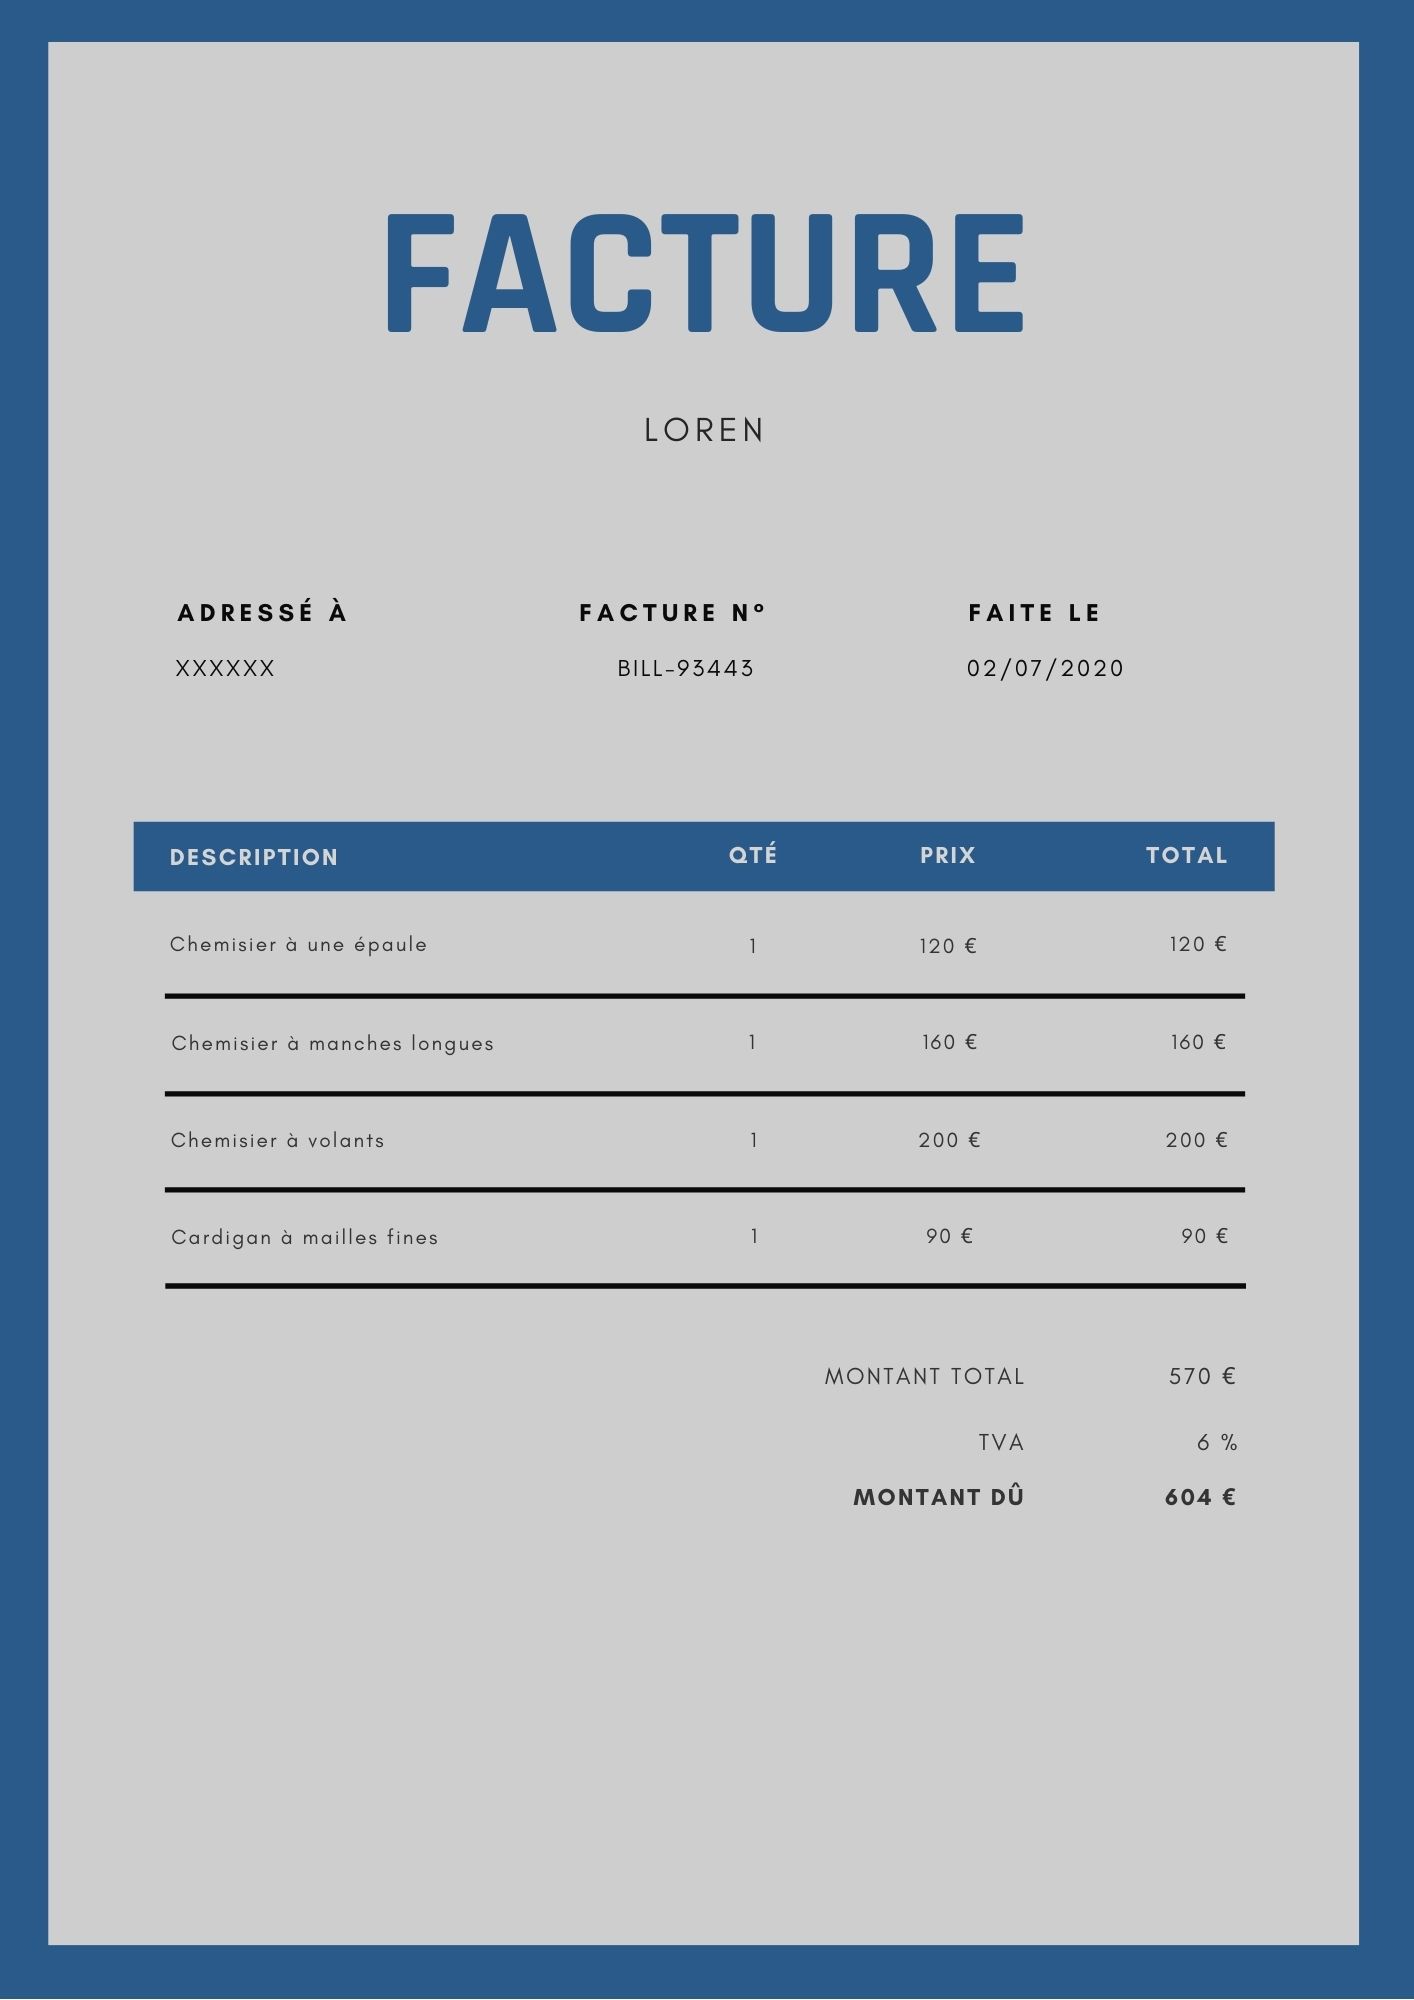 FACTURE
LOREN
ADRESSÉ À FACTURE Nº FAITE LE
XXXXXX BILL-93443 02/07/2020
DESCRIPTION QTÉ PRIX TOTAL
Chemisier à une épaule 1 120 € 120 €
Chemisier à manches longues 1 160 € 160 €
Chemisier à volants 1 200 € 200 €
Cardigan à mailles fines 1 90 € 90 €
MONTANT TOTAL 570 €
TVA 6 %
MONTANT DÛ 604 €